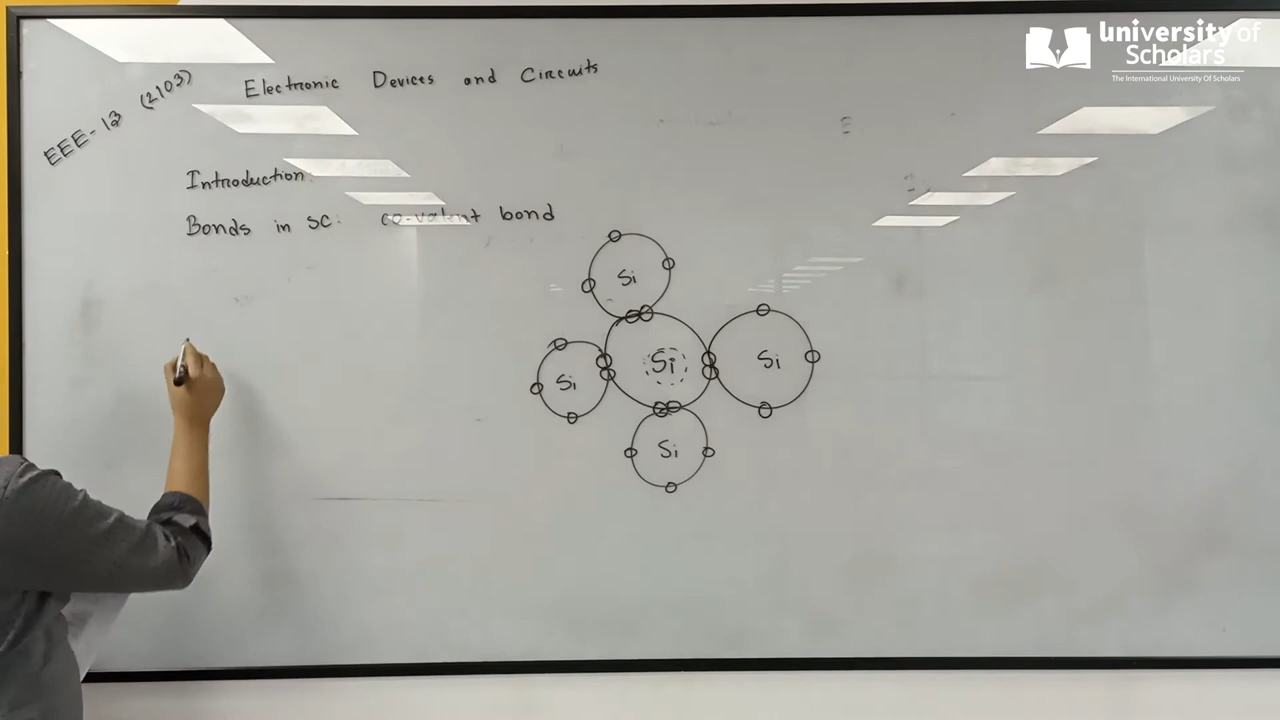 University of
Scholars
The International University Of Scholars
EEE-13 (2103)
Electronic Devices and Circuits
Introduction:
Bonds in SC: co-valent bond
Si
Si
Si
Si
Si